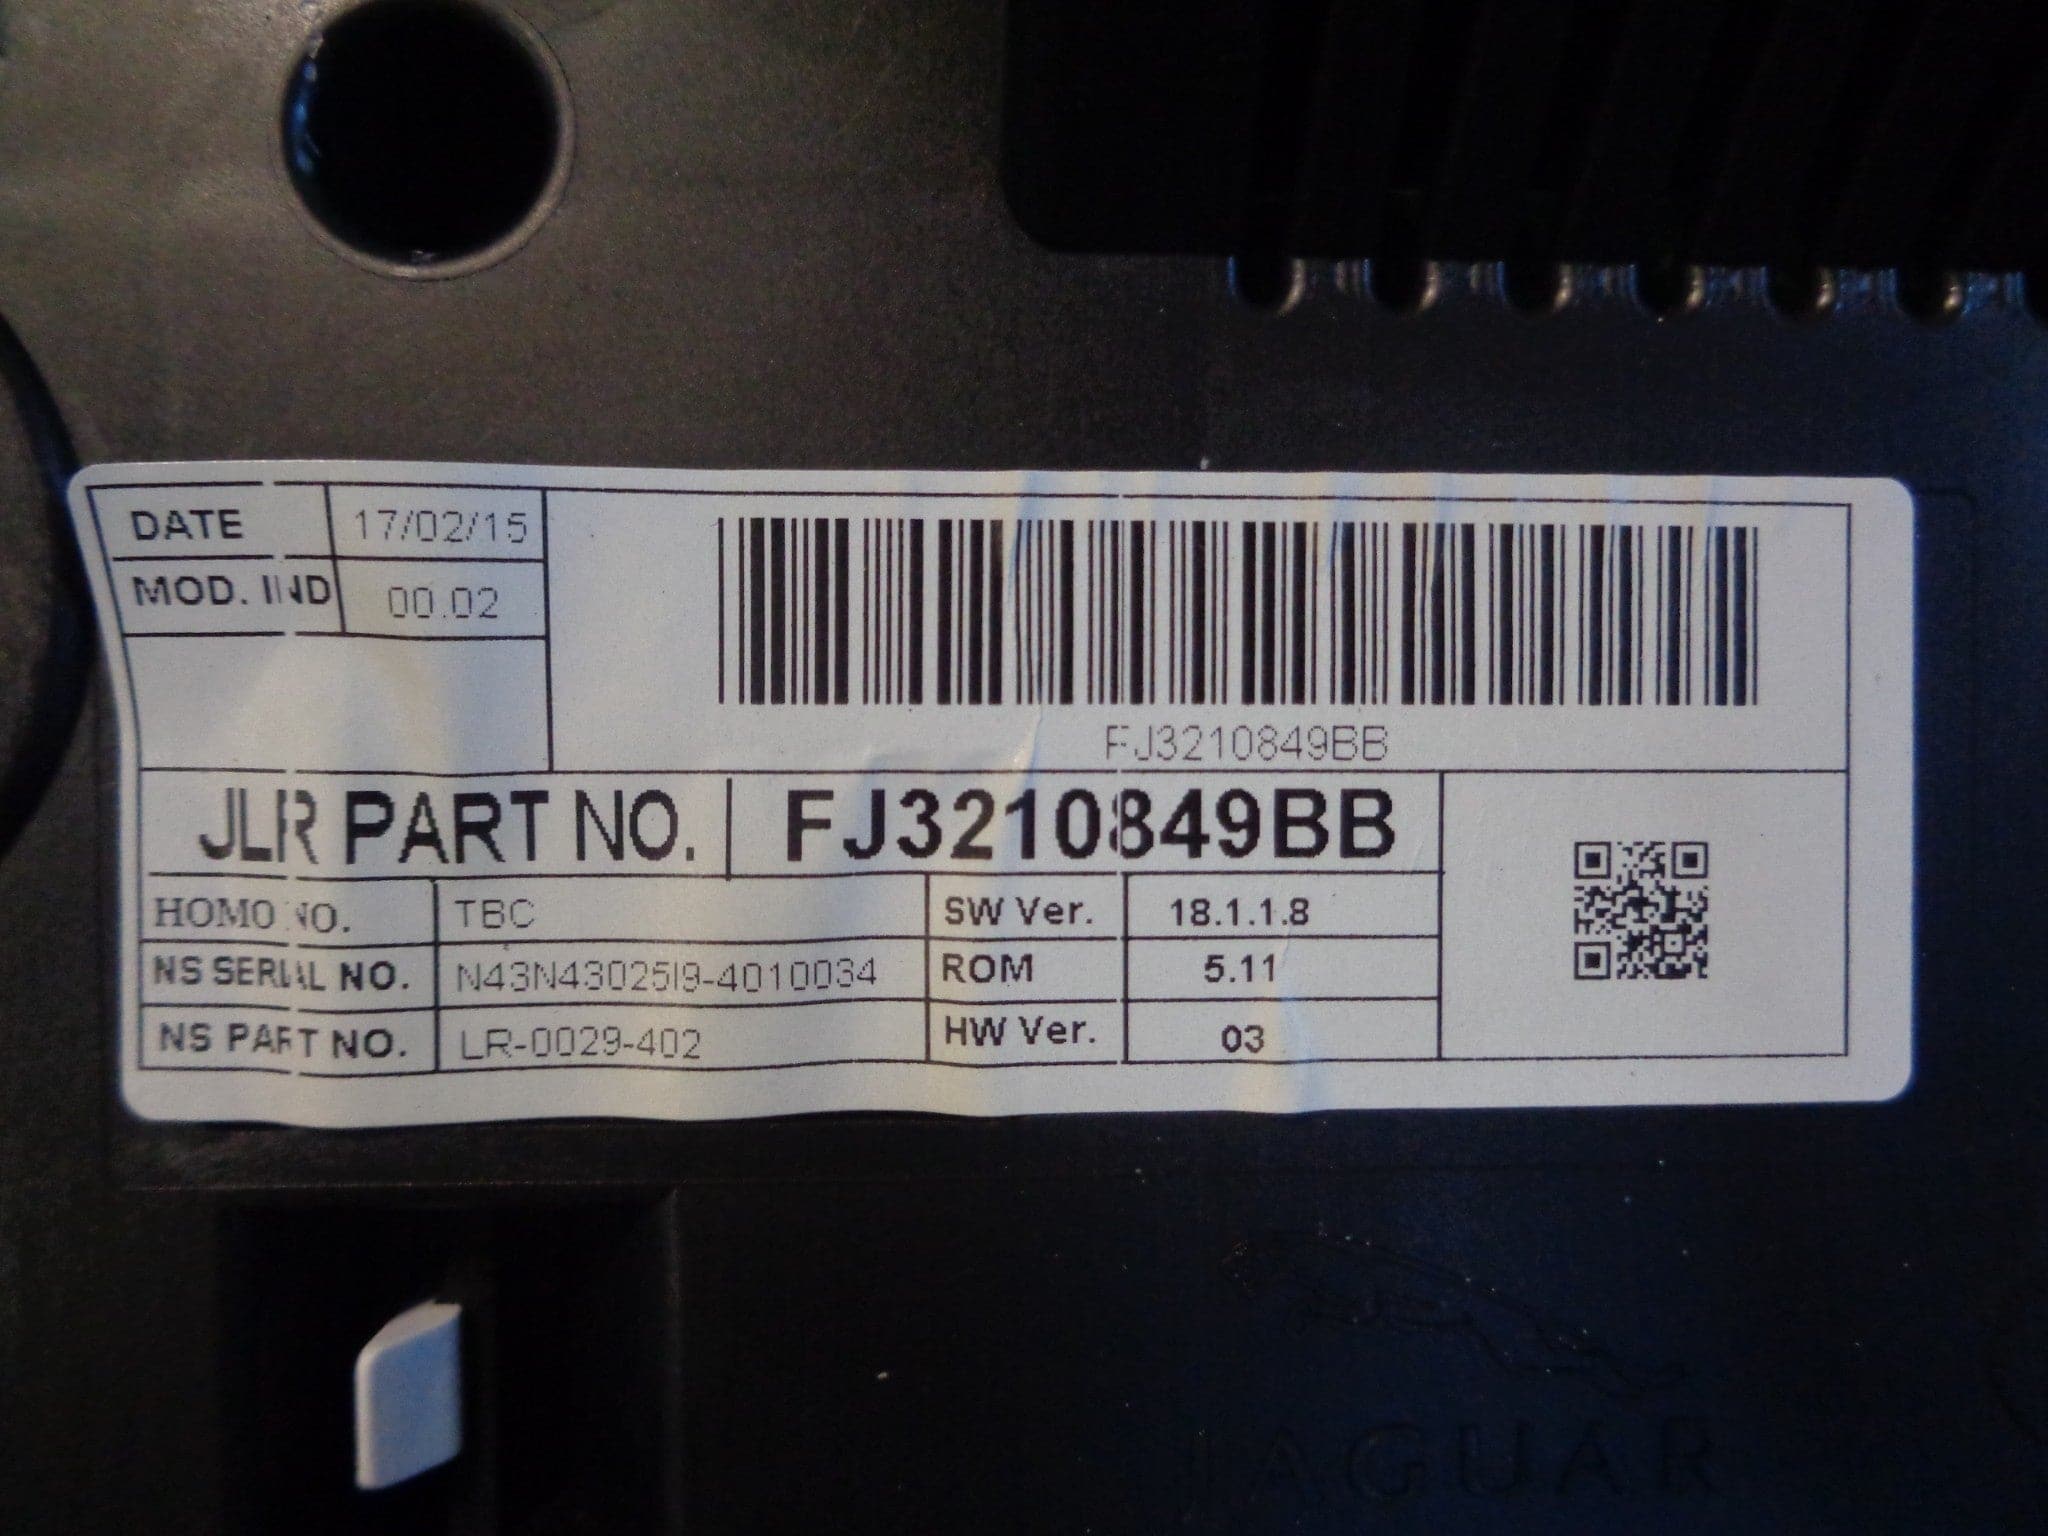 DATE 17/02/15
MOD. IND 00.02
FJ3210849BB
JLR PART NO. FJ3210849BB
HOMO NO. TBC SW Ver. 18.1.1.8
NS SERIAL NO. N43N43025I9-4010034 ROM 5.11
NS PART NO. LR-0029-402 HW Ver. 03
JAGUAR